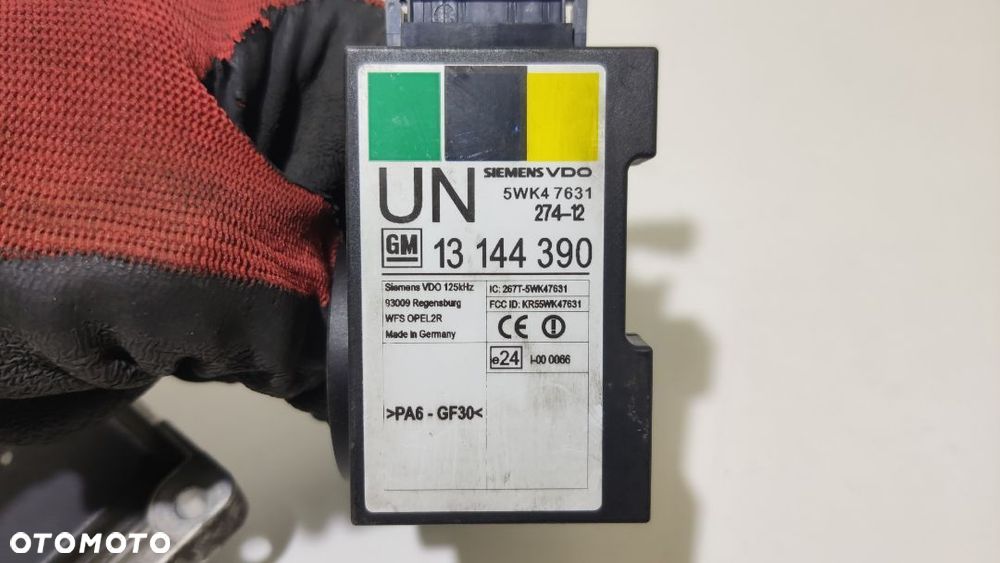 UN
SIEMENS VDO
5WK4 7631
274-12
GM 13 144 390
Siemens VDO 125kHz
93009 Regensburg
WFS OPEL2R
Made in Germany
IC: 267T-5WK47631
FCC ID: KR55WK47631
CE
e24 I-00 0066
>PA6 - GF30<
OTOMOTO